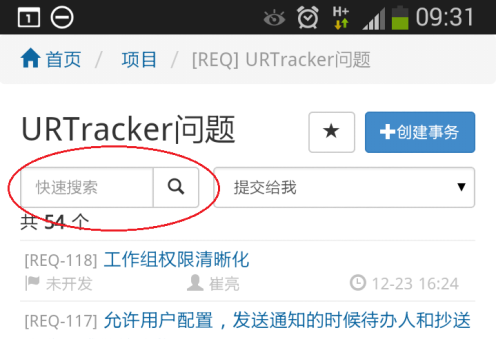 1 H+ 09:31
首页 / 项目 / [REQ] URTracker问题
URTracker问题 ★ 创建事务
快速搜索 提交给我
共 54 个
[REQ-118] 工作组权限清晰化
未开发 崔亮 12-23 16:24
[REQ-117] 允许用户配置，发送通知的时候待办人和抄送